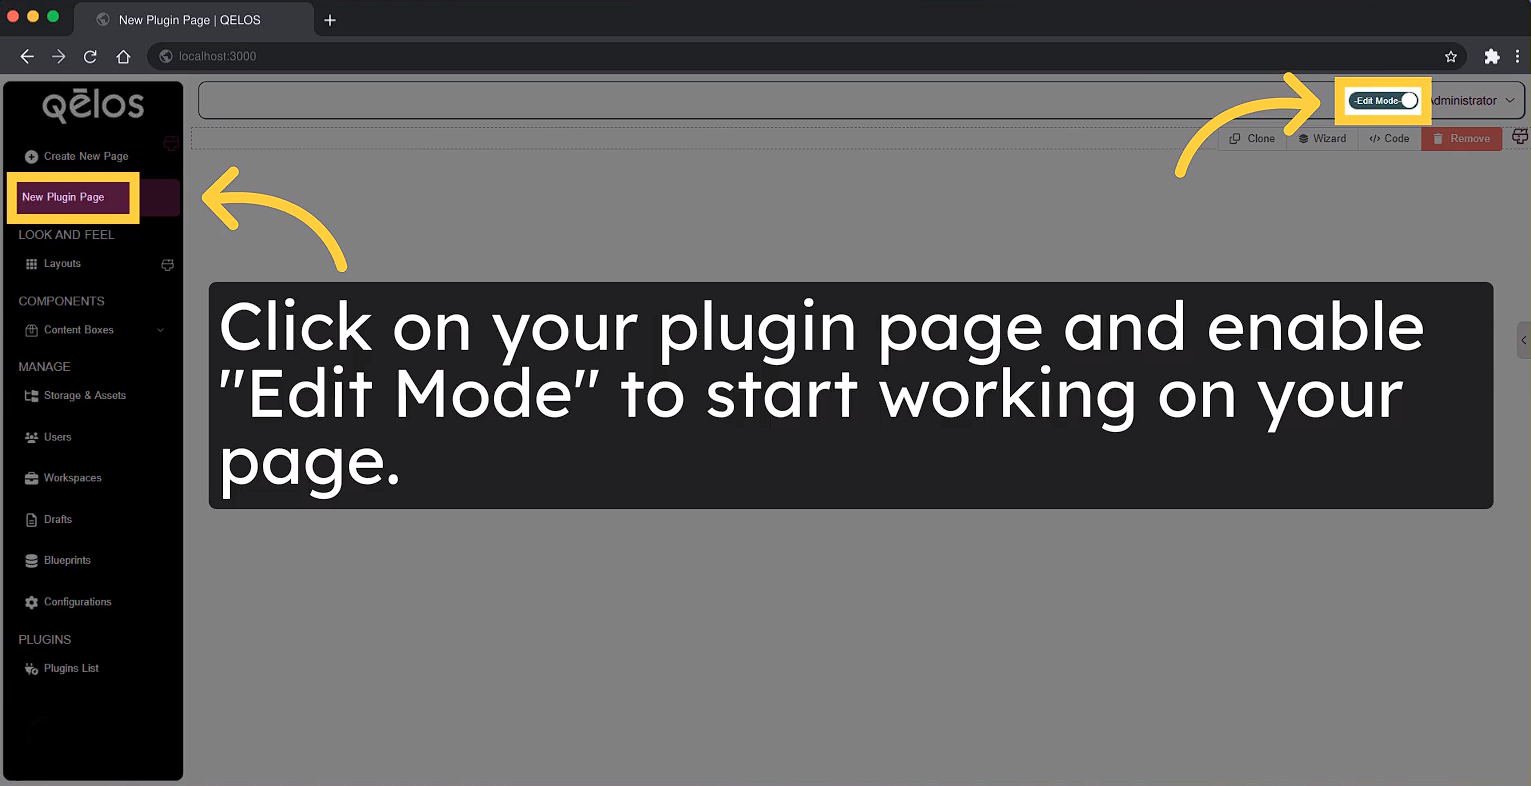 New Plugin Page | QELOS
localhost:3000
qēlos
-Edit Mode-
dministrator
Create New Page
Clone
Wizard
</> Code
Remove
New Plugin Page
LOOK AND FEEL
Layouts
COMPONENTS
Content Boxes
MANAGE
Storage & Assets
Users
Workspaces
Drafts
Blueprints
Configurations
PLUGINS
Plugins List
Click on your plugin page and enable
"Edit Mode" to start working on your
page.